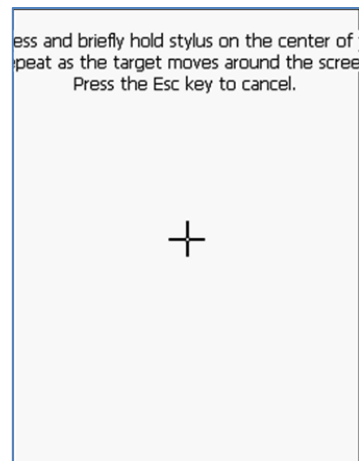 ess and briefly hold stylus on the center of
peat as the target moves around the scree
Press the Esc key to cancel.